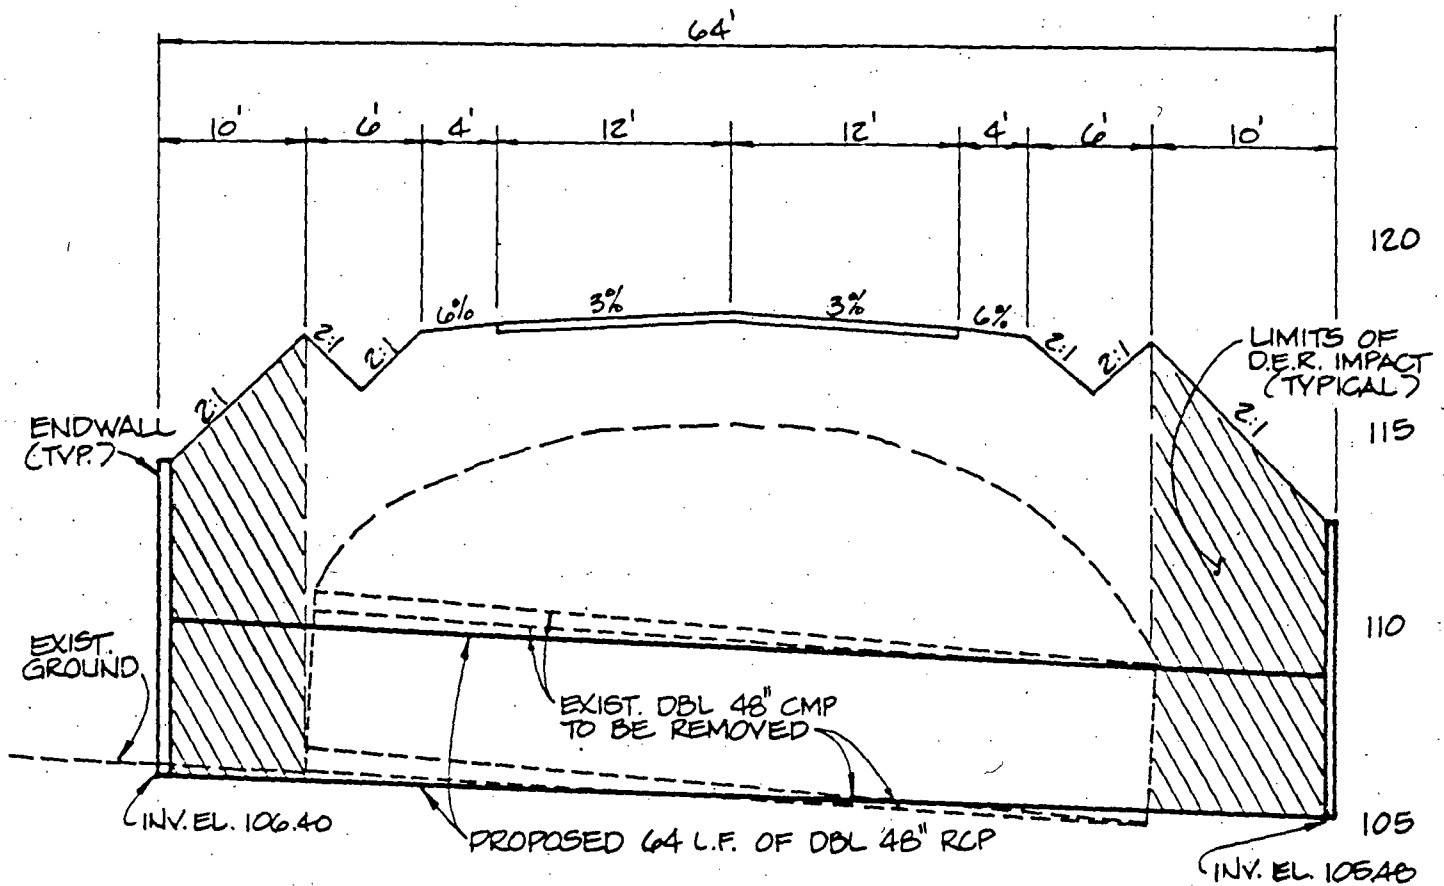 64'
10' 6' 4' 12' 12' 4' 6' 10'
120
6% 3% 3% 6%
2:1 2:1 2:1 2:1
LIMITS OF
D.E.R. IMPACT
(TYPICAL)
2:1 2:1
ENDWALL
(TYP.)
115
EXIST.
GROUND
110
EXIST. DBL 48" CMP
TO BE REMOVED
INV. EL. 106.40
PROPOSED 64 L.F. OF DBL 48" RCP
105
INV. EL. 105.48